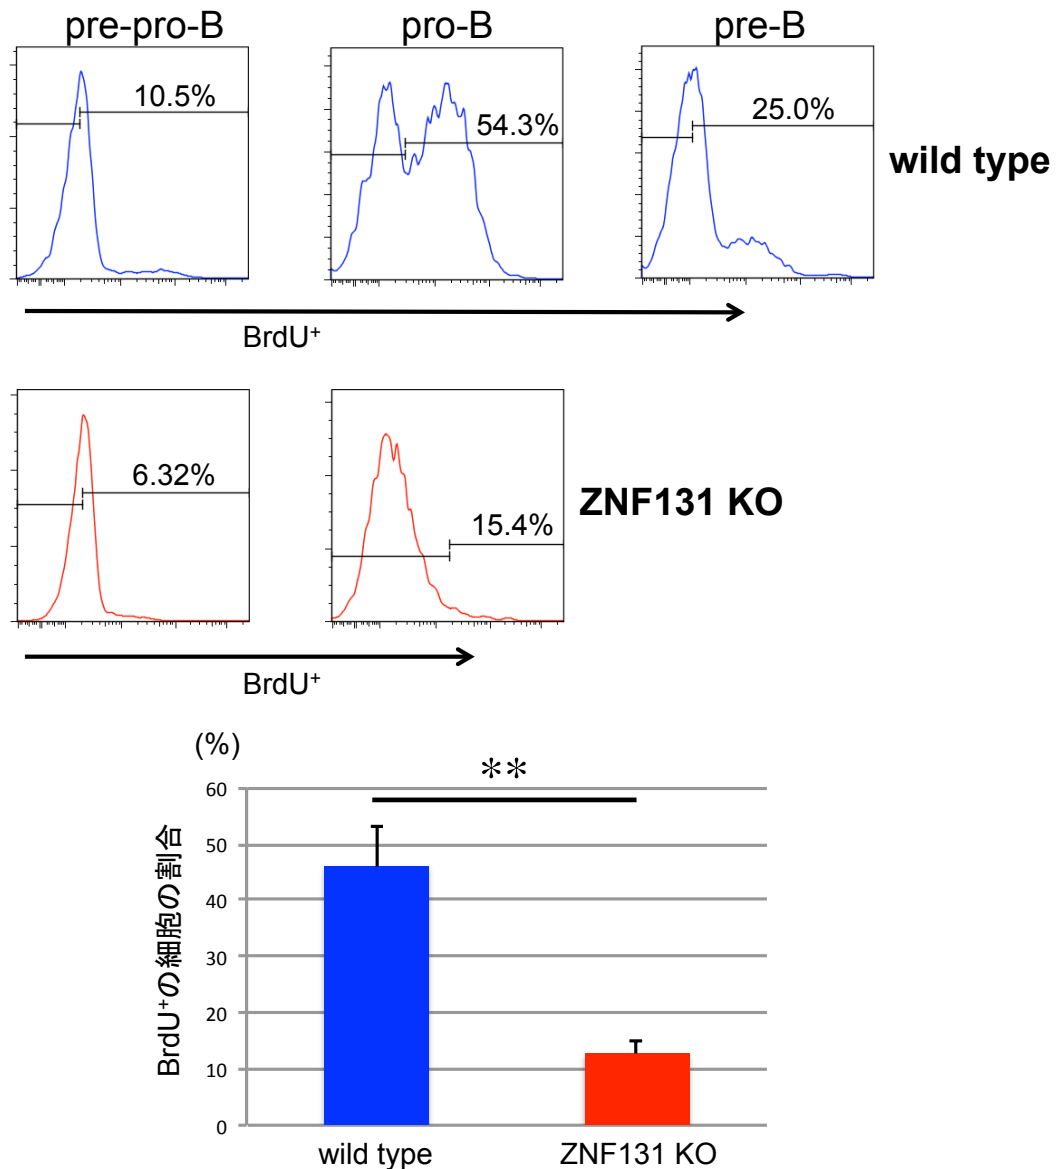 pre-pro-B pro-B pre-B
10.5% 54.3% 25.0%
wild type
BrdU⁺
6.32% 15.4%
ZNF131 KO
BrdU⁺
(%)
**
60
50
40
30
20
10
0
BrdU⁺の細胞の割合
wild type ZNF131 KO